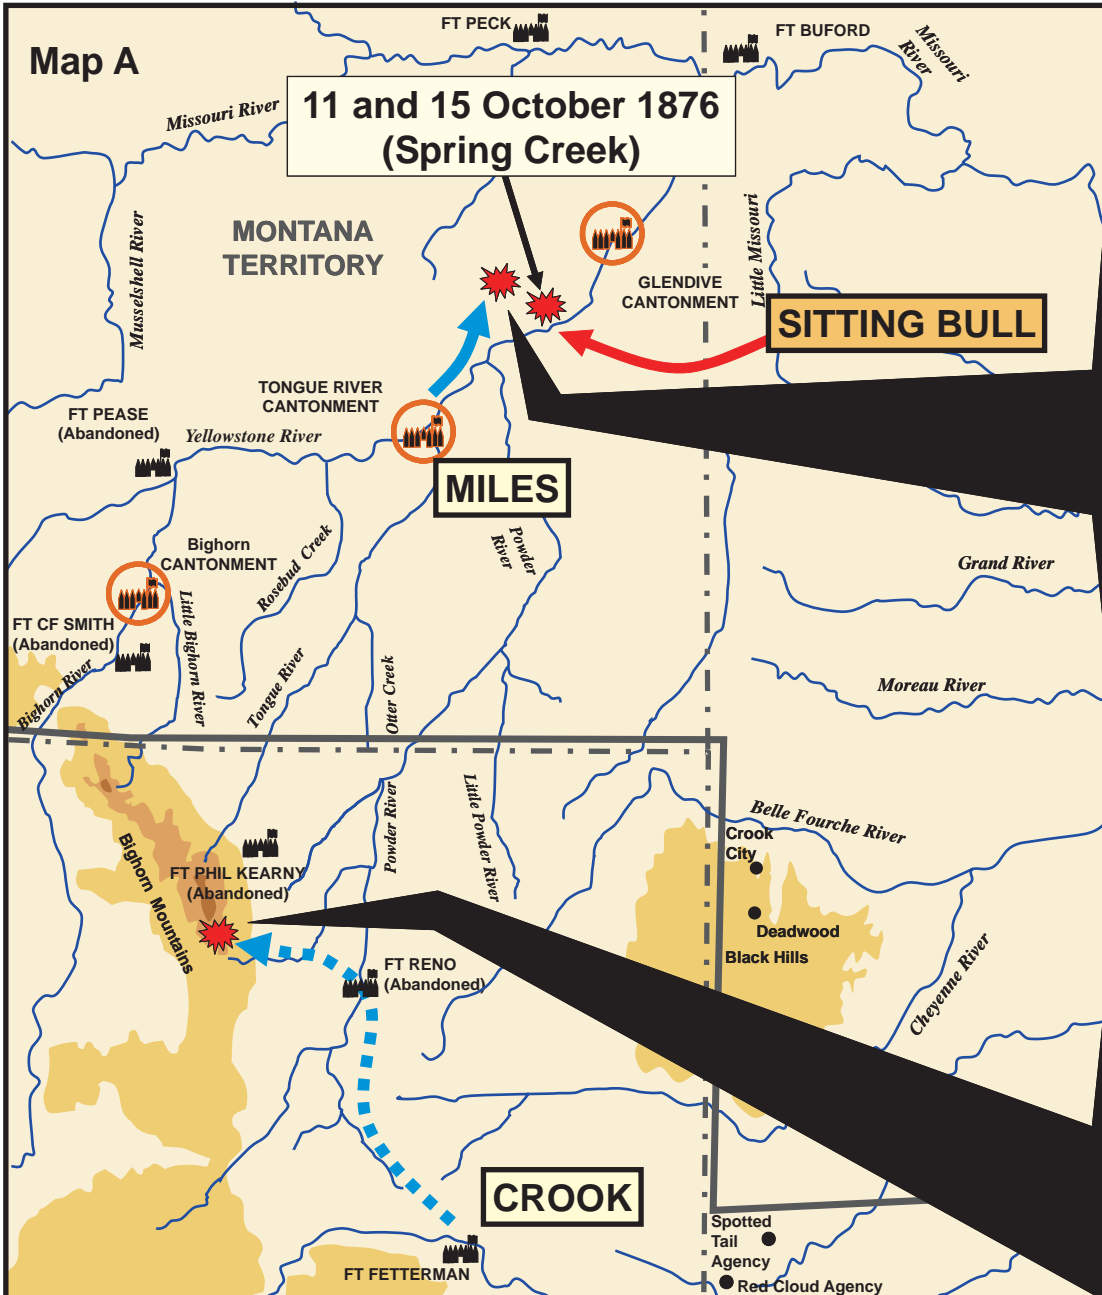 Map A
FT PECK
FT BUFORD
Missouri
River
11 and 15 October 1876
(Spring Creek)
Missouri River
Musselshell River
MONTANA
TERRITORY
Little Missouri
GLENDIVE
CANTONMENT
SITTING BULL
TONGUE RIVER
CANTONMENT
FT PEASE
(Abandoned)
Yellowstone River
MILES
Powder
River
Bighorn
CANTONMENT
Rosebud Creek
Grand River
FT CF SMITH
(Abandoned)
Little Bighorn River
Bighorn River
Tongue River
Otter Creek
Moreau River
Powder River
Little Powder River
Belle Fourche River
Crook
City
Bighorn Mountains
FT PHIL KEARNY
(Abandoned)
Deadwood
Black Hills
FT RENO
(Abandoned)
Cheyenne River
CROOK
Spotted
Tail
Agency
FT FETTERMAN
Red Cloud Agency